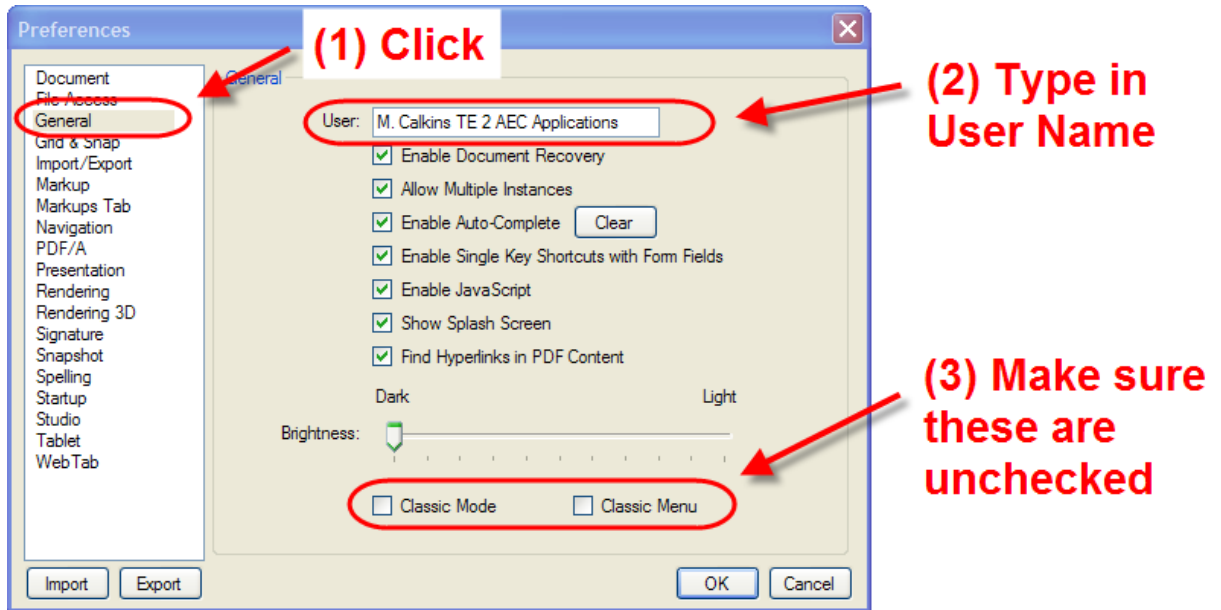 Preferences
(1) Click
(2) Type in
User Name
(3) Make sure
these are
unchecked
Document
File Access
General
Grid & Snap
Import/Export
Markup
Markups Tab
Navigation
PDF/A
Presentation
Rendering
Rendering 3D
Signature
Snapshot
Spelling
Startup
Studio
Tablet
WebTab
General
User: M. Calkins TE 2 AEC Applications
Enable Document Recovery
Allow Multiple Instances
Enable Auto-Complete Clear
Enable Single Key Shortcuts with Form Fields
Enable JavaScript
Show Splash Screen
Find Hyperlinks in PDF Content
Dark Light
Brightness:
Classic Mode Classic Menu
Import Export OK Cancel